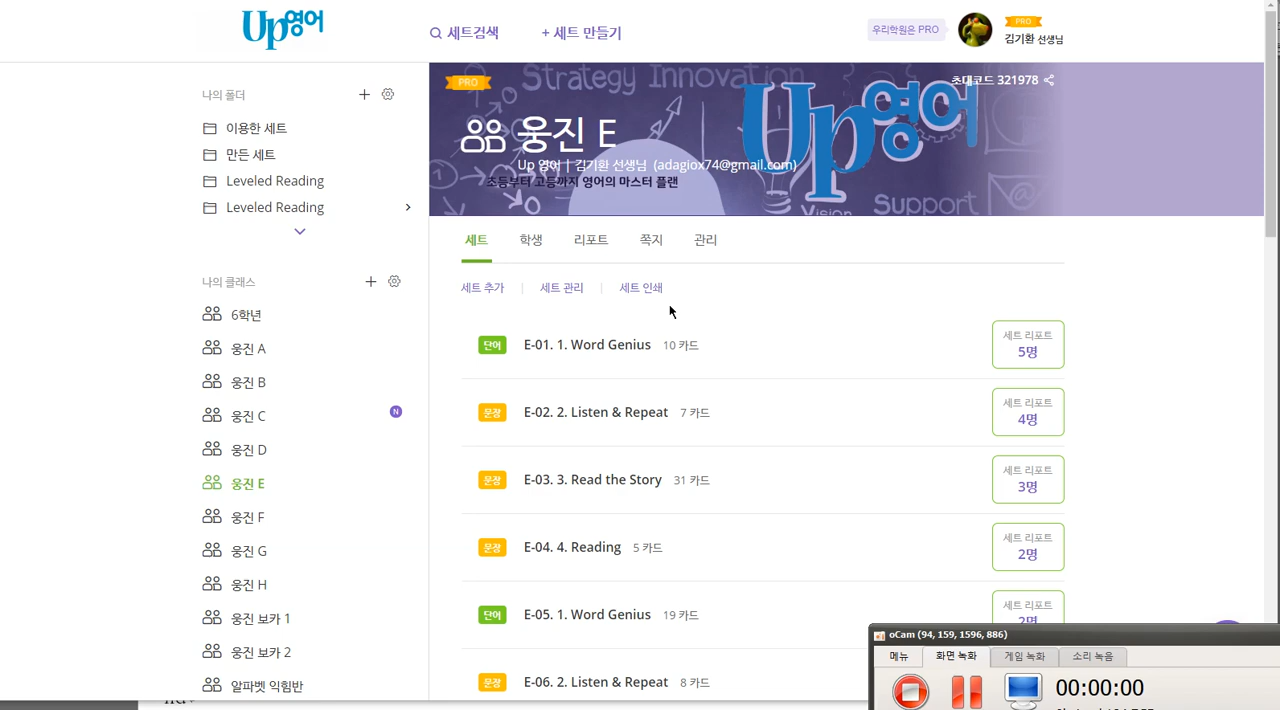 Up영어
세트검색
+ 세트 만들기
우리학원은 PRO
PRO
김기환 선생님
나의 폴더
이용한 세트
만든 세트
Leveled Reading
Leveled Reading
나의 클래스
6학년
웅진 A
웅진 B
웅진 C
N
웅진 D
웅진 E
웅진 F
웅진 G
웅진 H
웅진 보카 1
웅진 보카 2
알파벳 익힘반
PRO
Strategy Innovation
초대코드 321978
웅진 E
Up영어
Up 영어 | 김기환 선생님 (adagiox74@gmail.com)
초등부터 고등까지 영어의 마스터 플랜
Vision
Support
세트
학생
리포트
쪽지
관리
세트 추가
세트 관리
세트 인쇄
단어 E-01. 1. Word Genius 10 카드
세트 리포트
5명
문장 E-02. 2. Listen & Repeat 7 카드
세트 리포트
4명
문장 E-03. 3. Read the Story 31 카드
세트 리포트
3명
문장 E-04. 4. Reading 5 카드
세트 리포트
2명
단어 E-05. 1. Word Genius 19 카드
세트 리포트
2명
문장 E-06. 2. Listen & Repeat 8 카드
oCam (94, 159, 1596, 886)
메뉴
화면 녹화
게임 녹화
소리 녹음
00:00:00